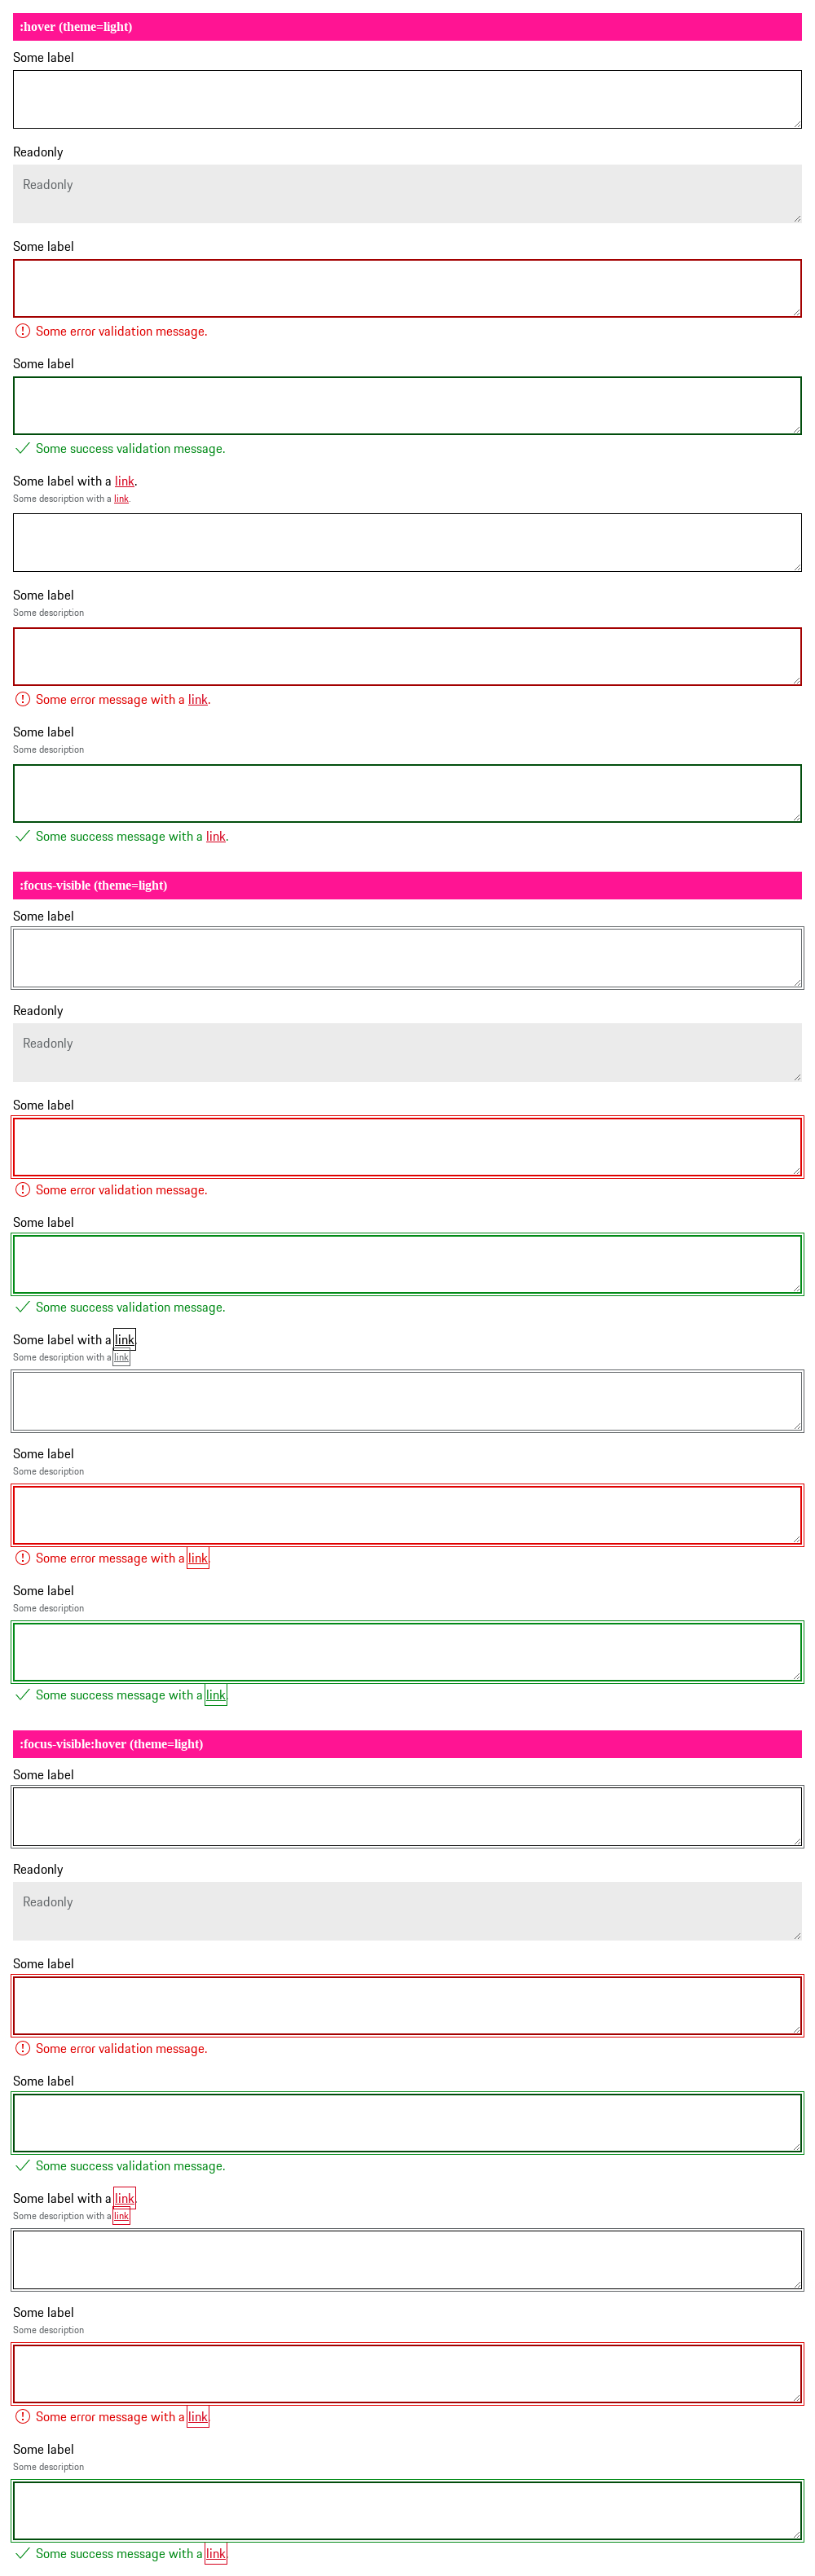 :hover (theme=light)
Some label
Readonly
Readonly
Some label
Some error validation message.
Some label
Some success validation message.
Some label with a link.
Some description with a link.
Some label
Some description
Some error message with a link.
Some label
Some description
Some success message with a link.
:focus-visible (theme=light)
Some label
Readonly
Readonly
Some label
Some error validation message.
Some label
Some success validation message.
Some label with a link.
Some description with a link.
Some label
Some description
Some error message with a link.
Some label
Some description
Some success message with a link.
:focus-visible:hover (theme=light)
Some label
Readonly
Readonly
Some label
Some error validation message.
Some label
Some success validation message.
Some label with a link.
Some description with a link.
Some label
Some description
Some error message with a link.
Some label
Some description
Some success message with a link.